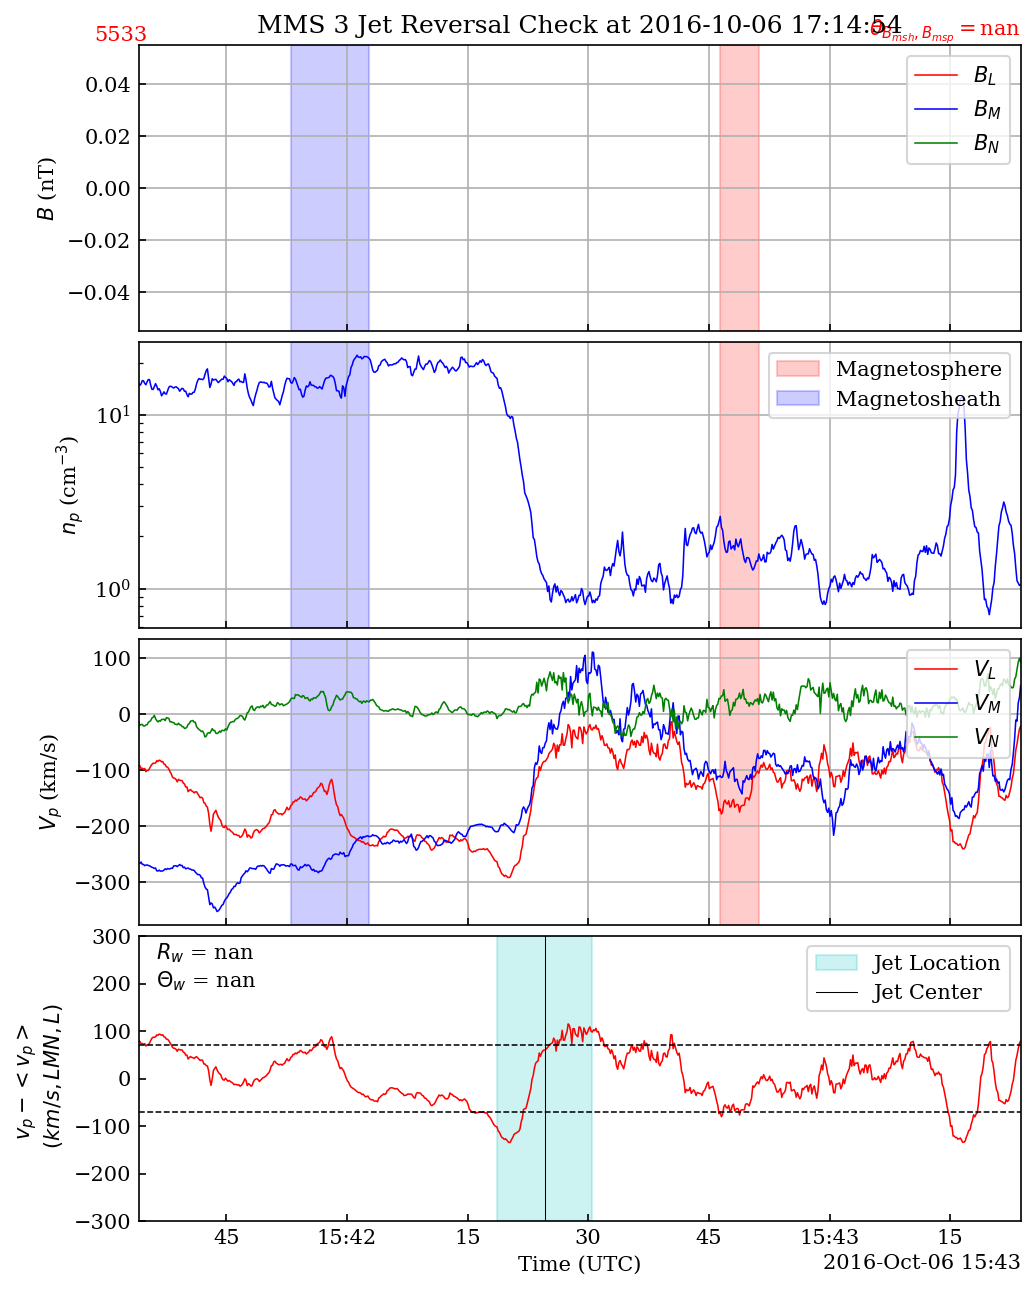 MMS 3 Jet Reversal Check at 2016-10-06 17:14:54
5533
Θ_{B_{msh}, B_{msp}} = nan
0.04
0.02
0.00
−0.02
−0.04
B (nT)
B_L
B_M
B_N
10^1
10^0
n_p (cm^{−3})
Magnetosphere
Magnetosheath
100
0
−100
−200
−300
V_p (km/s)
V_L
V_M
V_N
300
200
100
0
−100
−200
−300
v_p − < v_p >
(km/s, LMN, L)
R_w = nan
Θ_w = nan
Jet Location
Jet Center
45 15:42 15 30 45 15:43 15
Time (UTC)
2016-Oct-06 15:43